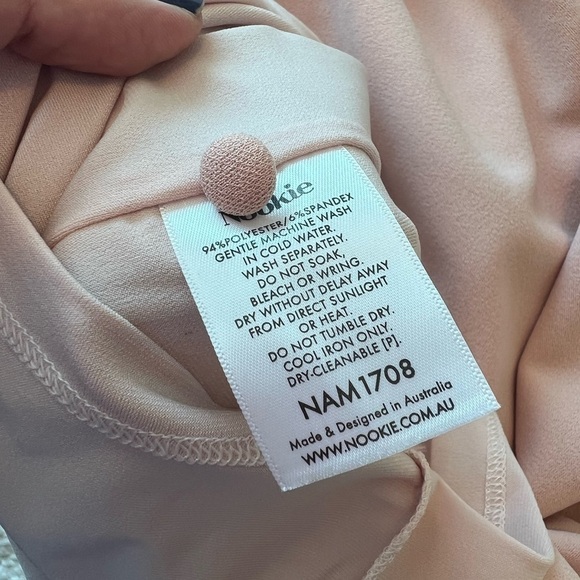 Nookie
94%POLYESTER/6%SPANDEX
GENTLE MACHINE WASH
IN COLD WATER.
WASH SEPARATELY.
DO NOT SOAK,
BLEACH OR WRING.
DRY WITHOUT DELAY AWAY
FROM DIRECT SUNLIGHT
OR HEAT.
DO NOT TUMBLE DRY.
COOL IRON ONLY.
DRY-CLEANABLE [P].
NAM1708
Made & Designed in Australia
WWW.NOOKIE.COM.AU